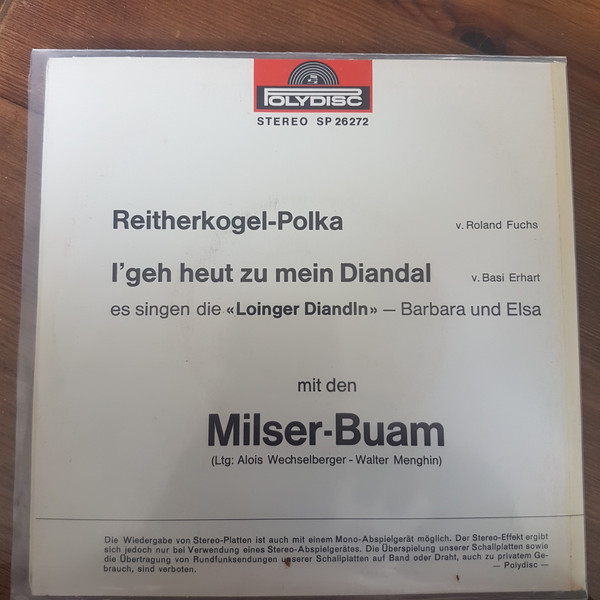 POLYDISC
STEREO SP 26272
Reitherkogel-Polka v. Roland Fuchs
I'geh heut zu mein Diandal v. Basi Erhart
es singen die «Loinger Diandln» – Barbara und Elsa
mit den
Milser-Buam
(Ltg: Alois Wechselberger - Walter Menghin)
Die Wiedergabe von Stereo-Platten ist auch mit einem Mono-Abspielgerät möglich. Der Stereo-Effekt ergibt
sich jedoch nur bei Verwendung eines Stereo-Abspielgerätes. Die Überspielung unserer Schallplatten sowie
die Übertragung von Rundfunksendungen unserer Schallplatten auf Band oder Draht, auch zu privatem Ge-
brauch, sind verboten. — Polydisc —